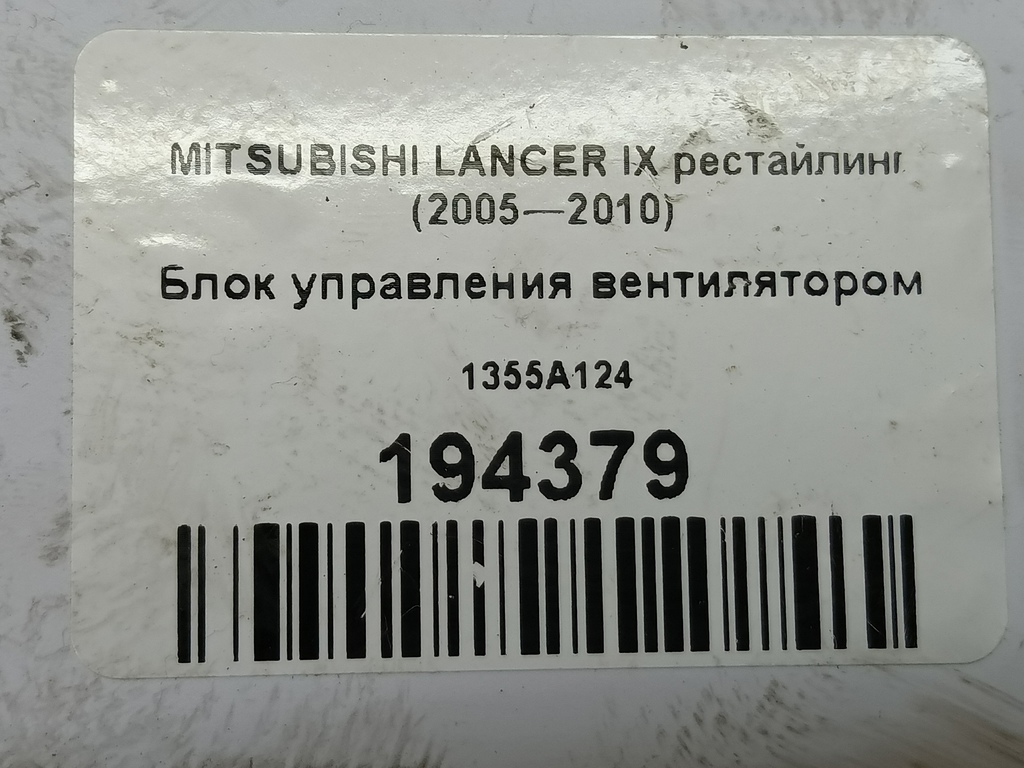 MITSUBISHI LANCER IX рестайлинг
(2005—2010)
Блок управления вентилятором
1355A124
194379